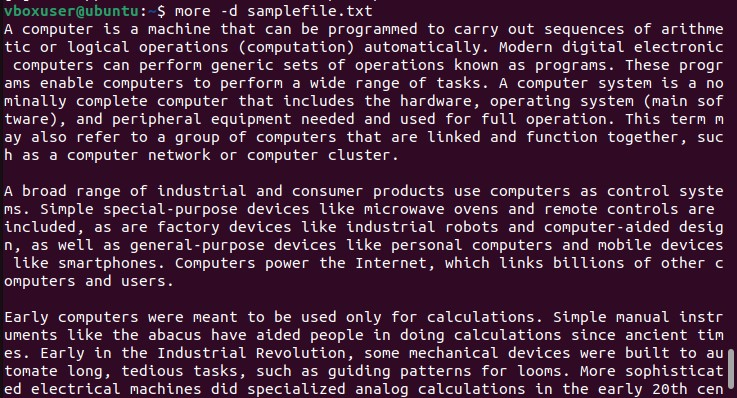 vboxuser@ubuntu:~$ more -d samplefile.txt
A computer is a machine that can be programmed to carry out sequences of arithme
tic or logical operations (computation) automatically. Modern digital electronic
 computers can perform generic sets of operations known as programs. These progr
ams enable computers to perform a wide range of tasks. A computer system is a no
minally complete computer that includes the hardware, operating system (main sof
tware), and peripheral equipment needed and used for full operation. This term m
ay also refer to a group of computers that are linked and function together, suc
h as a computer network or computer cluster.

A broad range of industrial and consumer products use computers as control syste
ms. Simple special-purpose devices like microwave ovens and remote controls are
included, as are factory devices like industrial robots and computer-aided desig
n, as well as general-purpose devices like personal computers and mobile devices
 like smartphones. Computers power the Internet, which links billions of other c
omputers and users.

Early computers were meant to be used only for calculations. Simple manual instr
uments like the abacus have aided people in doing calculations since ancient tim
es. Early in the Industrial Revolution, some mechanical devices were built to au
tomate long, tedious tasks, such as guiding patterns for looms. More sophisticat
ed electrical machines did specialized analog calculations in the early 20th cen